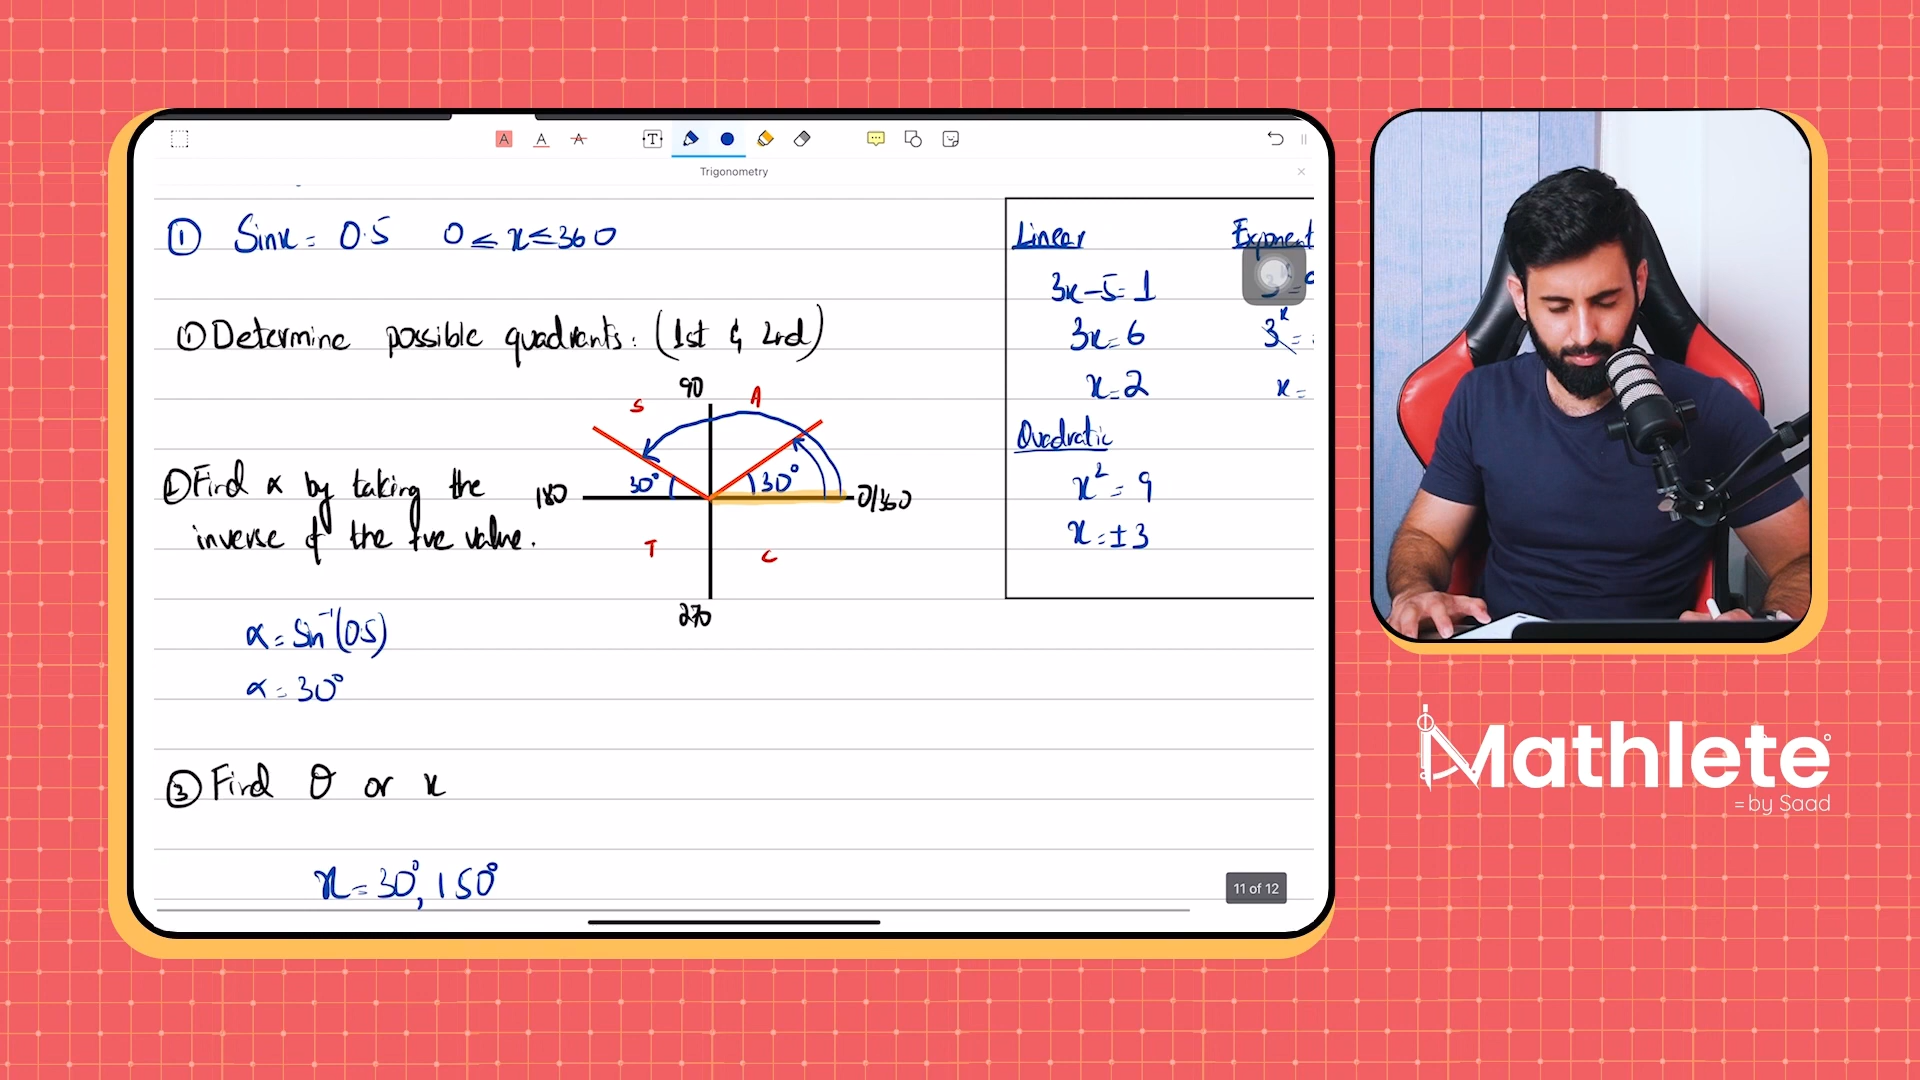 Trigonometry
① Sinx = 0.5 0 ≤ x ≤ 360
① Determine possible quadrants: (1st & 2nd)
90
S A
② Find α by taking the
inverse of the +ve value.
180 30° 30° 0/360
T C
270
α = Sin⁻¹(0.5)
α = 30°
③ Find θ or x
x = 30°, 150°
Linear
3x-5=1
3x=6
x=2
Quadratic
x² = 9
x = ±3
Exponent
3ˣ =
x =
11 of 12
Mathlete
= by Saad